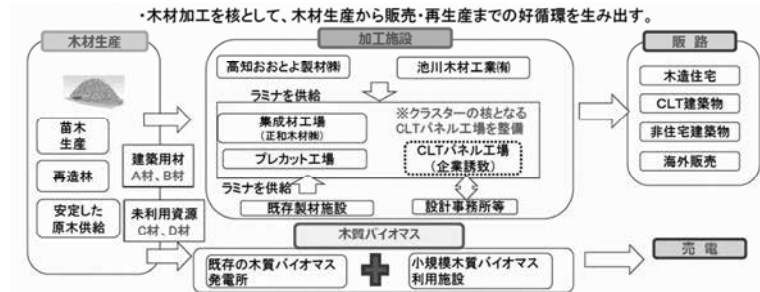 ・木材加工を核として、木材生産から販売・再生産までの好循環を生み出す。
木材生産
苗木
生産
再造林
安定した
原木供給
建築用材
A材、B材
未利用資源
C材、D材
加工施設
高知おおとよ製材㈱
池川木材工業㈲
ラミナを供給
集成材工場
(正和木材㈱)
プレカット工場
※クラスターの核となる
CLTパネル工場を整備
CLTパネル工場
(企業誘致)
ラミナを供給
既存製材施設
設計事務所等
木質バイオマス
既存の木質バイオマス
発電所
小規模木質バイオマス
利用施設
販 路
木造住宅
CLT建築物
非住宅建築物
海外販売
売 電